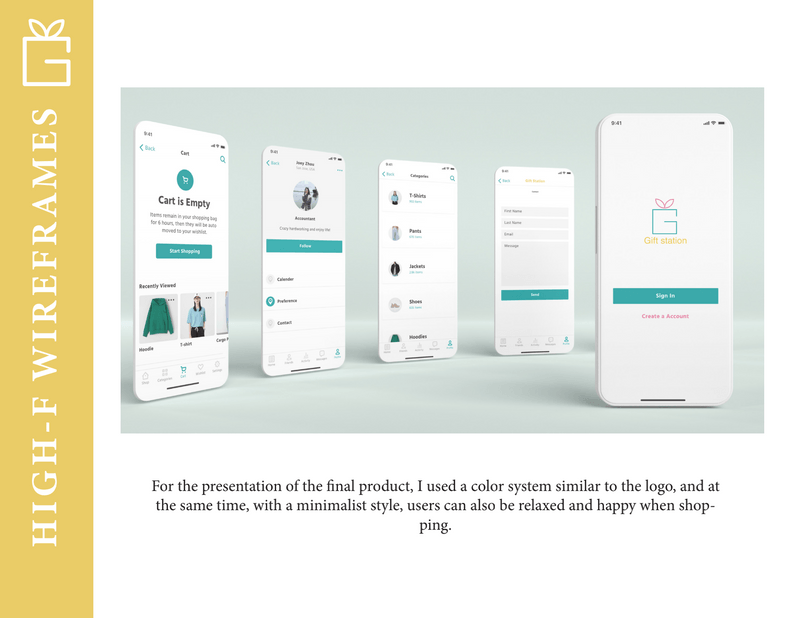 HIGH-F WIREFRAMES
9:41
Back
Cart
Cart is Empty
Items remain in your shopping bag
for 6 hours, then they will be auto
moved to your wishlist.
Start Shopping
Recently Viewed
Hoodie
T-shirt
Cart
9:41
Back
Joey Zhou
Accountant
Crazy hardworking and enjoy life!
Follow
Calender
Preference
Contact
9:41
Back
Categories
T-Shirts
Pants
Jackets
Shoes
Hoodies
9:41
Back
Gift Station
First Name
Last Name
Email
Message
Send
9:41
Gift station
Sign In
Create a Account
For the presentation of the final product, I used a color system similar to the logo, and at
the same time, with a minimalist style, users can also be relaxed and happy when shop-
ping.